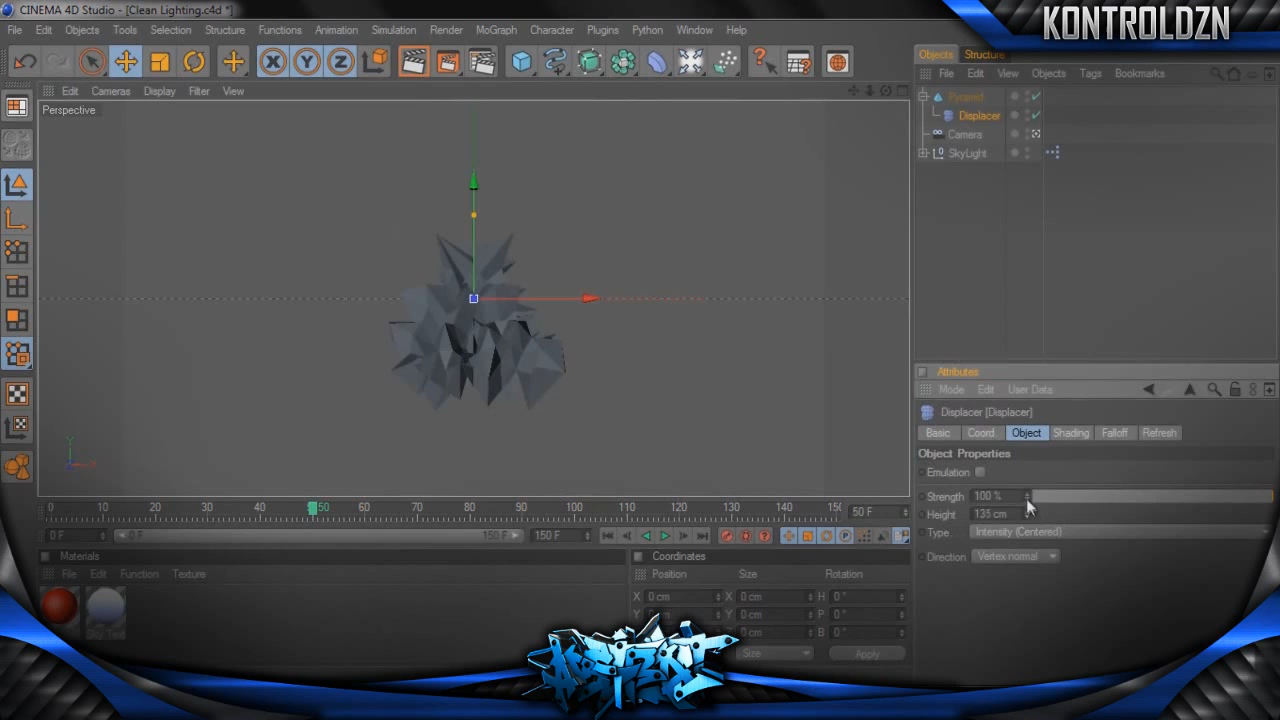 CINEMA 4D Studio - [Clean Lighting.c4d *]
KONTROLDZN
File Edit Objects Tools Selection Structure Functions Animation Simulation Render MoGraph Character Plugins Python Window Help
Objects Structure
File Edit View Objects Tags Bookmarks
Edit Cameras Display Filter View
Perspective
Pyramid
Displacer
Camera
SkyLight
Y
X
Attributes
Mode Edit User Data
Displacer [Displacer]
Basic Coord Object Shading Falloff Refresh
Object Properties
Emulation
Strength 100 %
Height 135 cm
Type Intensity (Centered)
Direction Vertex normal
0 10 20 30 40 50 60 70 80 90 100 110 120 130 140 50 F
0 F 0 F 150 F 150 F
Materials
File Edit Function Texture
Sky Text
Coordinates
Position Size Rotation
X 0 cm X 0 cm H 0 °
Y 0 cm P 0 °
0 cm B 0 °
Size Apply